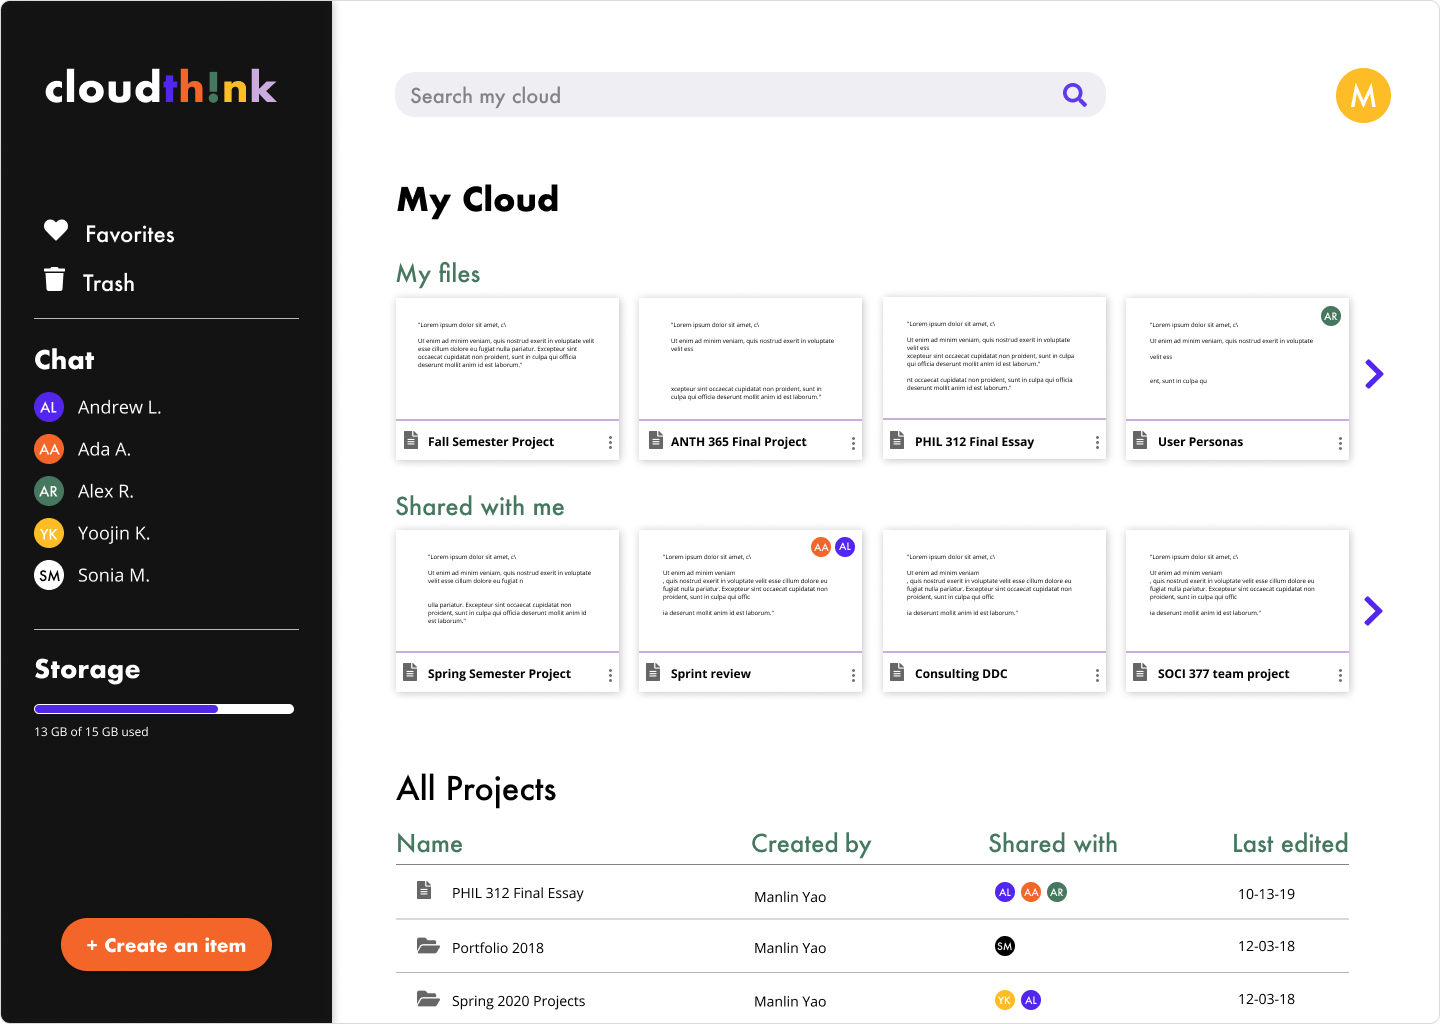 cloudth!nk
Search my cloud
M
Favorites
Trash
Chat
AL Andrew L.
AA Ada A.
AR Alex R.
YK Yoojin K.
SM Sonia M.
Storage
13 GB of 15 GB used
+ Create an item
My Cloud
My files
"Lorem ipsum dolor sit amet, c\
Ut enim ad minim veniam, quis nostrud exerit in voluptate velit
esse cillum dolore eu fugiat nulla pariatur. Excepteur sint
occaecat cupidatat non proident, sunt in culpa qui officia
deserunt mollit anim id est laborum."
Fall Semester Project
"Lorem ipsum dolor sit amet, c\
Ut enim ad minim veniam, quis nostrud exerit in voluptate
velit ess
xcepteur sint occaecat cupidatat non proident, sunt in
culpa qui officia deserunt mollit anim id est laborum."
ANTH 365 Final Project
"Lorem ipsum dolor sit amet, c\
Ut enim ad minim veniam, quis nostrud exerit in voluptate
velit ess
xcepteur sint occaecat cupidatat non proident, sunt in culpa
qui officia deserunt mollit anim id est laborum."
nt occaecat cupidatat non proident, sunt in culpa qui officia
deserunt mollit anim id est laborum."
PHIL 312 Final Essay
AR
"Lorem ipsum dolor sit amet, c\
Ut enim ad minim veniam, quis nostrud exerit in voluptate
velit ess
ent, sunt in culpa qu
User Personas
Shared with me
"Lorem ipsum dolor sit amet, c\
Ut enim ad minim veniam, quis nostrud exerit in voluptate
velit esse cillum dolore eu fugiat n
ulla pariatur. Excepteur sint occaecat cupidatat non
proident, sunt in culpa qui officia deserunt mollit anim id
est laborum."
Spring Semester Project
AA AL
"Lorem ipsum dolor sit amet, c\
Ut enim ad minim veniam
, quis nostrud exerit in voluptate velit esse cillum dolore eu
fugiat nulla pariatur. Excepteur sint occaecat cupidatat non
proident, sunt in culpa qui offic
ia deserunt mollit anim id est laborum."
Sprint review
"Lorem ipsum dolor sit amet, c\
Ut enim ad minim veniam
, quis nostrud exerit in voluptate velit esse cillum dolore eu
fugiat nulla pariatur. Excepteur sint occaecat cupidatat non
proident, sunt in culpa qui offic
ia deserunt mollit anim id est laborum."
Consulting DDC
"Lorem ipsum dolor sit amet, c\
Ut enim ad minim veniam
, quis nostrud exerit in voluptate velit esse cillum dolore eu
fugiat nulla pariatur. Excepteur sint occaecat cupidatat non
proident, sunt in culpa qui offic
ia deserunt mollit anim id est laborum."
SOCI 377 team project
All Projects
Name Created by Shared with Last edited
PHIL 312 Final Essay Manlin Yao AL AA AR 10-13-19
Portfolio 2018 Manlin Yao SM 12-03-18
Spring 2020 Projects Manlin Yao YK AL 12-03-18